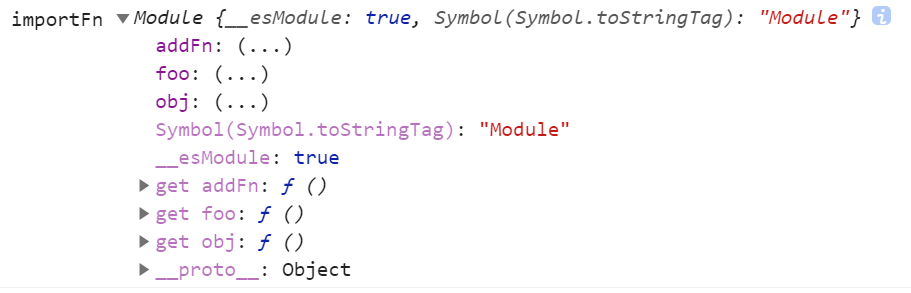 importFn ▼Module {__esModule: true, Symbol(Symbol.toStringTag): "Module"} i
addFn: (...)
foo: (...)
obj: (...)
Symbol(Symbol.toStringTag): "Module"
__esModule: true
▶get addFn: ƒ ()
▶get foo: ƒ ()
▶get obj: ƒ ()
▶__proto__: Object